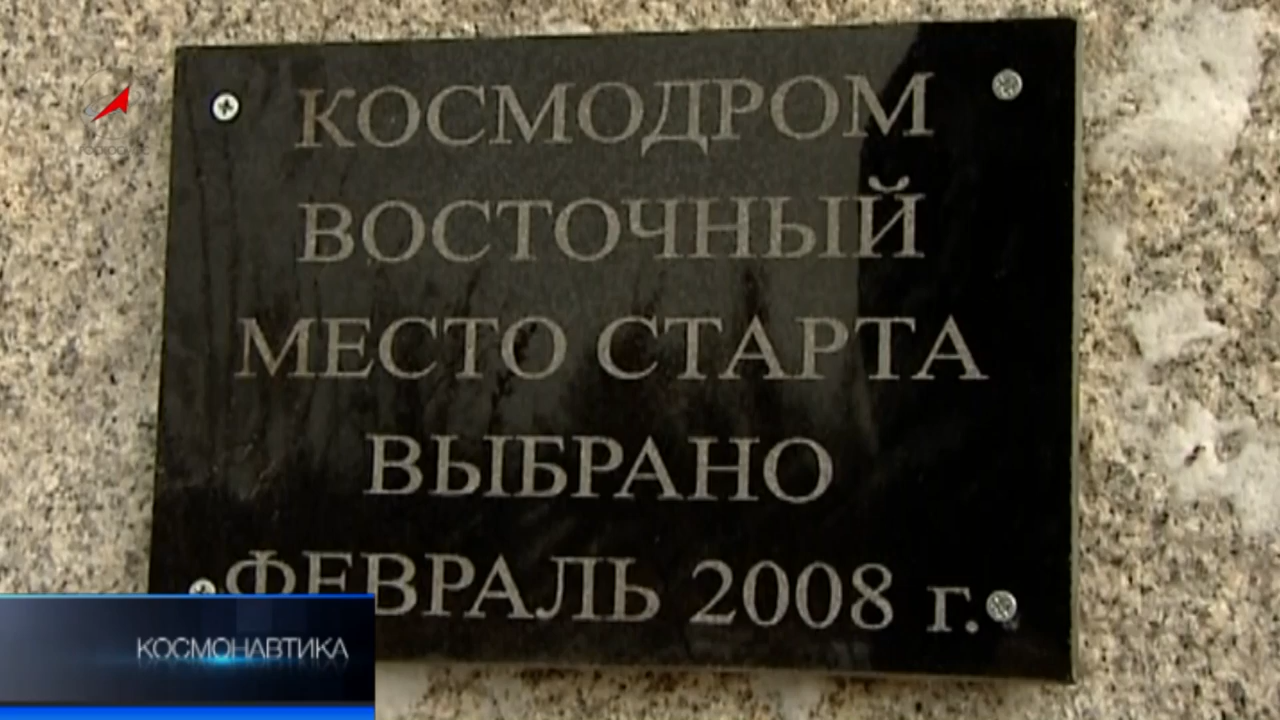 КОСМОДРОМ
ВОСТОЧНЫЙ
МЕСТО СТАРТА
ВЫБРАНО
ФЕВРАЛЬ 2008 г.
КОСМОНАВТИКА